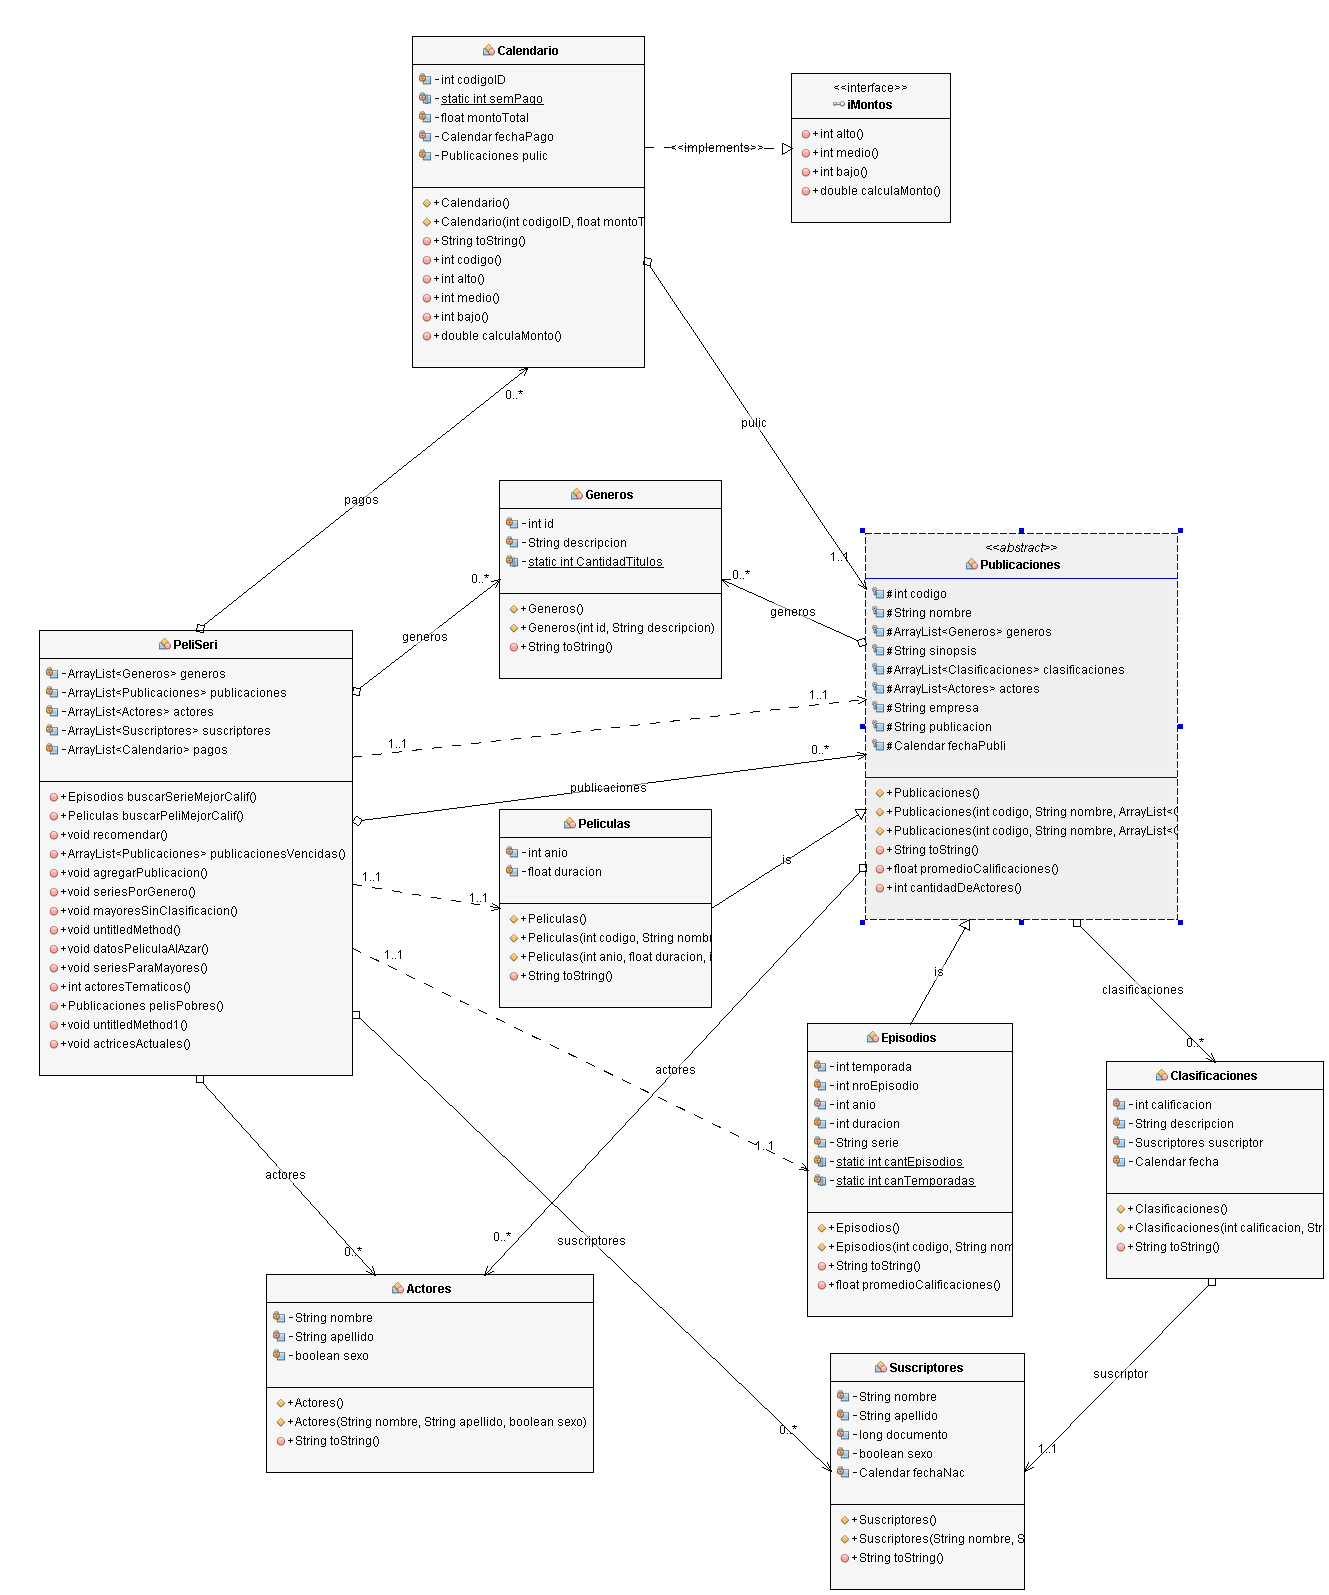 Calendario
-int codigoID
-static int semPago
-float montoTotal
-Calendar fechaPago
-Publicaciones pulic
+Calendario()
+Calendario(int codigoID, float montoT
+String toString()
+int codigo()
+int alto()
+int medio()
+int bajo()
+double calculaMonto()
<<interface>>
iMontos
+int alto()
+int medio()
+int bajo()
+double calculaMonto()
<<implements>>
pulic
1..1
0..*
pagos
Generos
-int id
-String descripcion
-static int CantidadTitulos
+Generos()
+Generos(int id, String descripcion)
+String toString()
0..*
generos
0..*
generos
<<abstract>>
Publicaciones
#int codigo
#String nombre
#ArrayList<Generos> generos
#String sinopsis
#ArrayList<Clasificaciones> clasificaciones
#ArrayList<Actores> actores
#String empresa
#String publicacion
#Calendar fechaPubli
+Publicaciones()
+Publicaciones(int codigo, String nombre, ArrayList<G
+Publicaciones(int codigo, String nombre, ArrayList<G
+String toString()
+float promedioCalificaciones()
+int cantidadDeActores()
PeliSeri
-ArrayList<Generos> generos
-ArrayList<Publicaciones> publicaciones
-ArrayList<Actores> actores
-ArrayList<Suscriptores> suscriptores
-ArrayList<Calendario> pagos
+Episodios buscarSerieMejorCalif()
+Peliculas buscarPeliMejorCalif()
+void recomendar()
+ArrayList<Publicaciones> publicacionesVencidas()
+void agregarPublicacion()
+void seriesPorGenero()
+void mayoresSinClasificacion()
+void untitledMethod()
+void datosPeliculaAlAzar()
+void seriesParaMayores()
+int actoresTematicos()
+Publicaciones pelisPobres()
+void untitledMethod1()
+void actricesActuales()
1..1
1..1
0..*
publicaciones
Peliculas
-int anio
-float duracion
+Peliculas()
+Peliculas(int codigo, String nombr
+Peliculas(int anio, float duracion, i
+String toString()
is
1..1
1..1
1..1
1..1
actores
0..*
is
clasificaciones
0..*
Episodios
-int temporada
-int nroEpisodio
-int anio
-int duracion
-String serie
-static int cantEpisodios
-static int canTemporadas
+Episodios()
+Episodios(int codigo, String nom
+String toString()
+float promedioCalificaciones()
Clasificaciones
-int calificacion
-String descripcion
-Suscriptores suscriptor
-Calendar fecha
+Clasificaciones()
+Clasificaciones(int calificacion, Str
+String toString()
actores
0..*
suscriptores
0..*
Actores
-String nombre
-String apellido
-boolean sexo
+Actores()
+Actores(String nombre, String apellido, boolean sexo)
+String toString()
suscriptor
1..1
Suscriptores
-String nombre
-String apellido
-long documento
-boolean sexo
-Calendar fechaNac
+Suscriptores()
+Suscriptores(String nombre, S
+String toString()